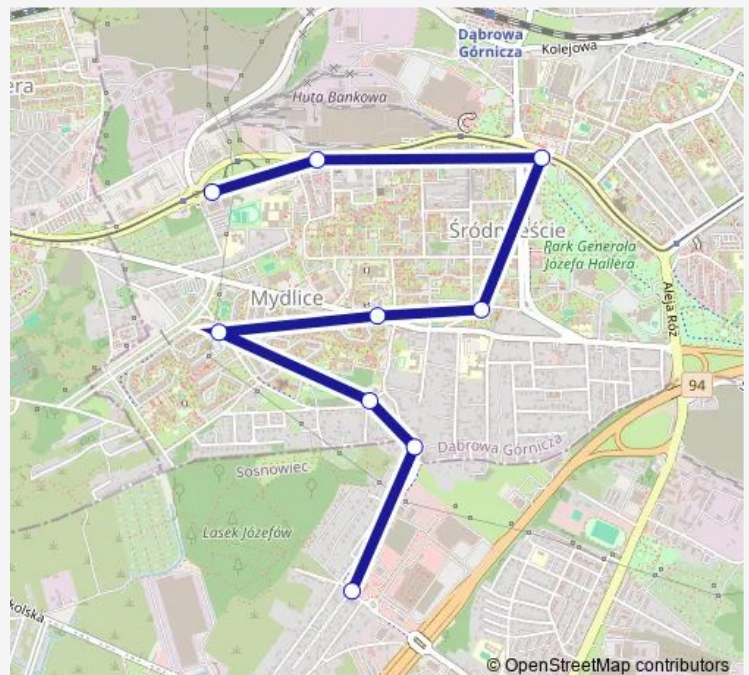 Dąbrowa
Górnicza
Kolejowa
era
Huta Bankowa
Śródmieście
Park Generała
Józefa Hallera
Mydlice
Aleja Róż
94
Dąbrowa Górnicza
Sosnowiec
Lasek Józefów
kolska
© OpenStreetMap contributors